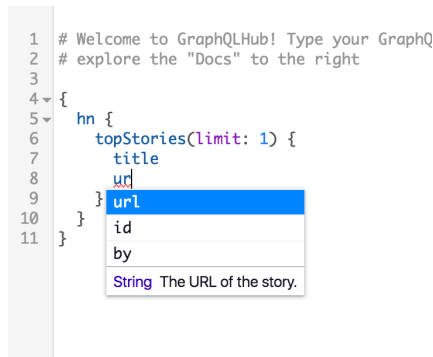 1 # Welcome to GraphQLHub! Type your GraphQ
2 # explore the "Docs" to the right
3
4 {
5 hn {
6 topStories(limit: 1) {
7 title
8 ur
9 }
url
10 }
id
11 }
by
String The URL of the story.